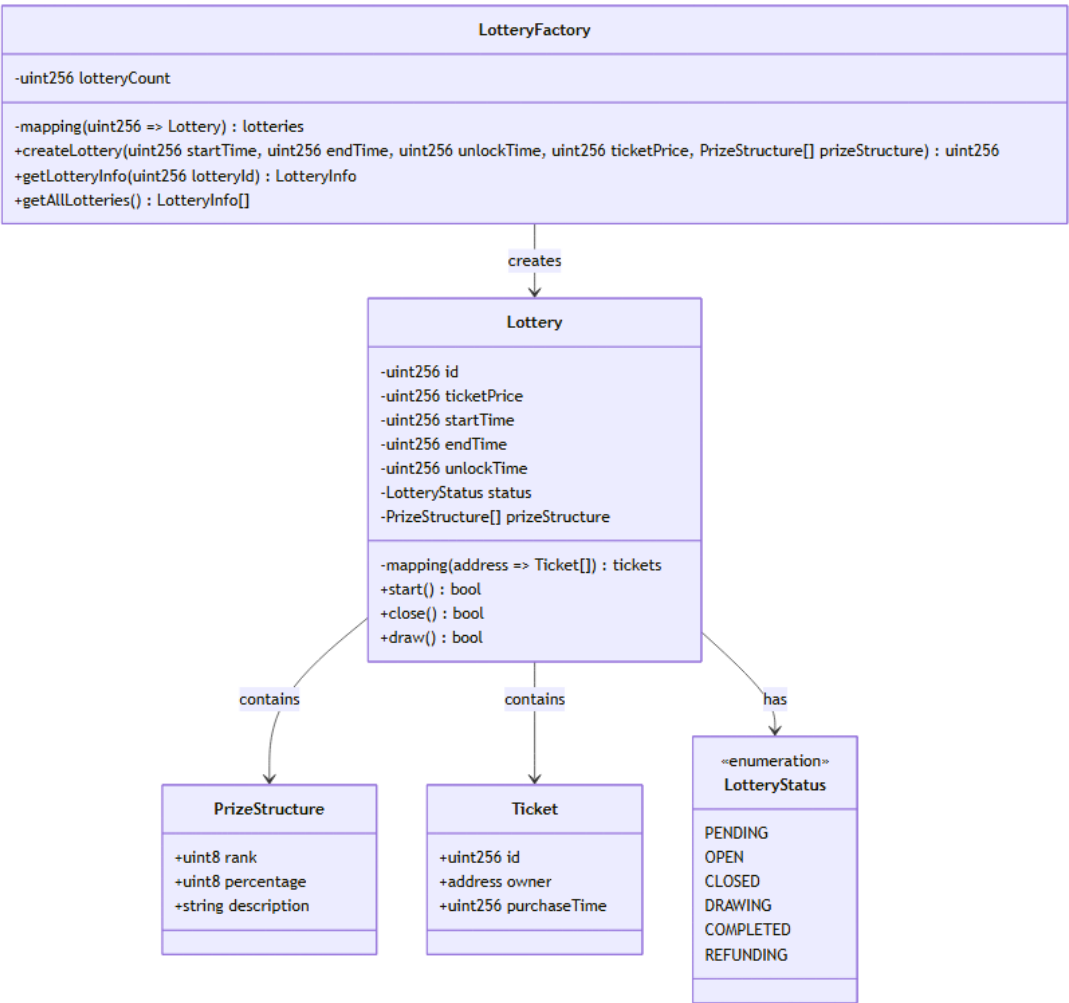 LotteryFactory
-uint256 lotteryCount
-mapping(uint256 => Lottery) : lotteries
+createLottery(uint256 startTime, uint256 endTime, uint256 unlockTime, uint256 ticketPrice, PrizeStructure[] prizeStructure) : uint256
+getLotteryInfo(uint256 lotteryId) : LotteryInfo
+getAllLotteries() : LotteryInfo[]
creates
Lottery
-uint256 id
-uint256 ticketPrice
-uint256 startTime
-uint256 endTime
-uint256 unlockTime
-LotteryStatus status
-PrizeStructure[] prizeStructure
-mapping(address => Ticket[]) : tickets
+start() : bool
+close() : bool
+draw() : bool
contains
contains
has
PrizeStructure
+uint8 rank
+uint8 percentage
+string description
Ticket
+uint256 id
+address owner
+uint256 purchaseTime
«enumeration»
LotteryStatus
PENDING
OPEN
CLOSED
DRAWING
COMPLETED
REFUNDING